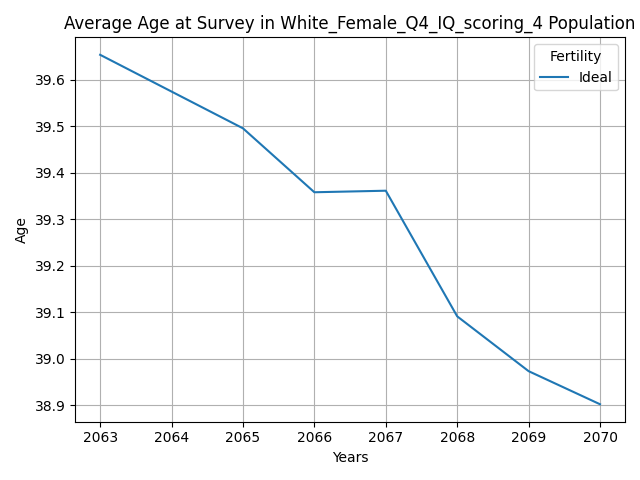 Average Age at Survey in White_Female_Q4_IQ_scoring_4 Population
Fertility
Ideal
39.6
39.5
39.4
39.3
39.2
39.1
39.0
38.9
Age
2063 2064 2065 2066 2067 2068 2069 2070
Years